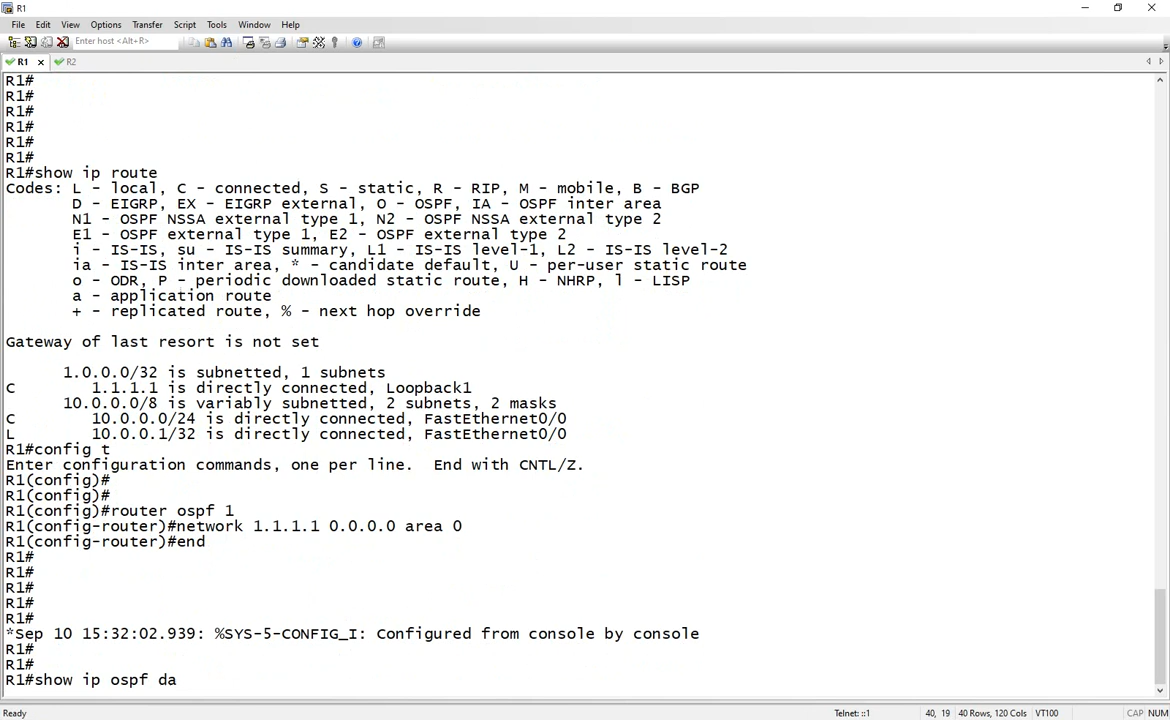 R1
File Edit View Options Transfer Script Tools Window Help
Enter host <Alt+R>
R1 × R2
R1#
R1#
R1#
R1#
R1#
R1#
R1#show ip route
Codes: L - local, C - connected, S - static, R - RIP, M - mobile, B - BGP
D - EIGRP, EX - EIGRP external, O - OSPF, IA - OSPF inter area
N1 - OSPF NSSA external type 1, N2 - OSPF NSSA external type 2
E1 - OSPF external type 1, E2 - OSPF external type 2
i - IS-IS, su - IS-IS summary, L1 - IS-IS level-1, L2 - IS-IS level-2
ia - IS-IS inter area, * - candidate default, U - per-user static route
o - ODR, P - periodic downloaded static route, H - NHRP, l - LISP
a - application route
+ - replicated route, % - next hop override
Gateway of last resort is not set
1.0.0.0/32 is subnetted, 1 subnets
C 1.1.1.1 is directly connected, Loopback1
10.0.0.0/8 is variably subnetted, 2 subnets, 2 masks
C 10.0.0.0/24 is directly connected, FastEthernet0/0
L 10.0.0.1/32 is directly connected, FastEthernet0/0
R1#config t
Enter configuration commands, one per line. End with CNTL/Z.
R1(config)#
R1(config)#
R1(config)#router ospf 1
R1(config-router)#network 1.1.1.1 0.0.0.0 area 0
R1(config-router)#end
R1#
R1#
R1#
R1#
R1#
*Sep 10 15:32:02.939: %SYS-5-CONFIG_I: Configured from console by console
R1#
R1#
R1#show ip ospf da
Ready Telnet: ::1 40, 19 40 Rows, 120 Cols VT100 CAP NUM